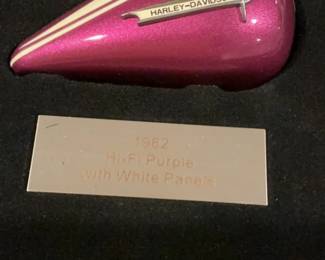 HARLEY-DAVIDSON
1962
Hi-Fi Purple
with White Panels